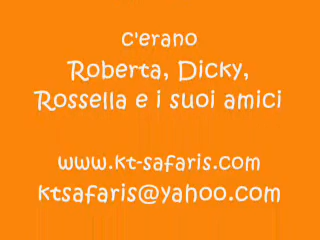 c'erano
Roberta, Dicky,
Rossella e i suoi amici
www.kt-safaris.com
ktsafaris@yahoo.com